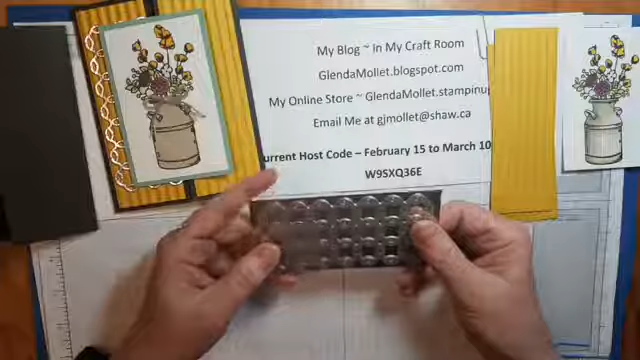 My Blog ~ In My Craft Room
GlendaMollet.blogspot.com
My Online Store ~ GlendaMollet.stampinup
Email Me at gjmollet@shaw.ca
urrent Host Code – February 15 to March 10
W9SXQ36E